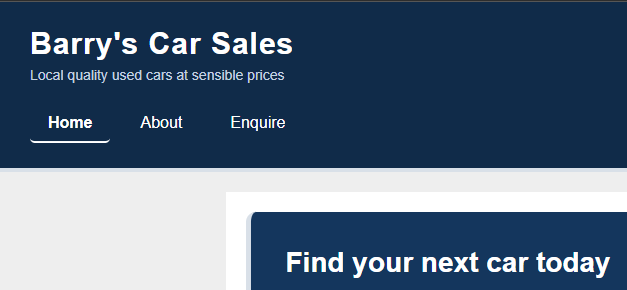 Barry's Car Sales
Local quality used cars at sensible prices
Home About Enquire
Find your next car today